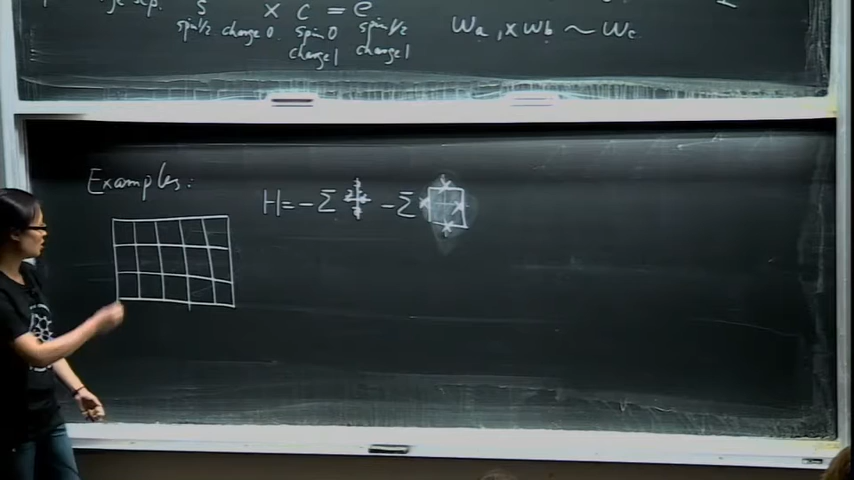 s × c = e
spin 1/2 charge 0 spin 0 charge 1 spin 1/2 charge 1
Wa, × Wb ~ Wc
Examples:
H = - Σ - Σ